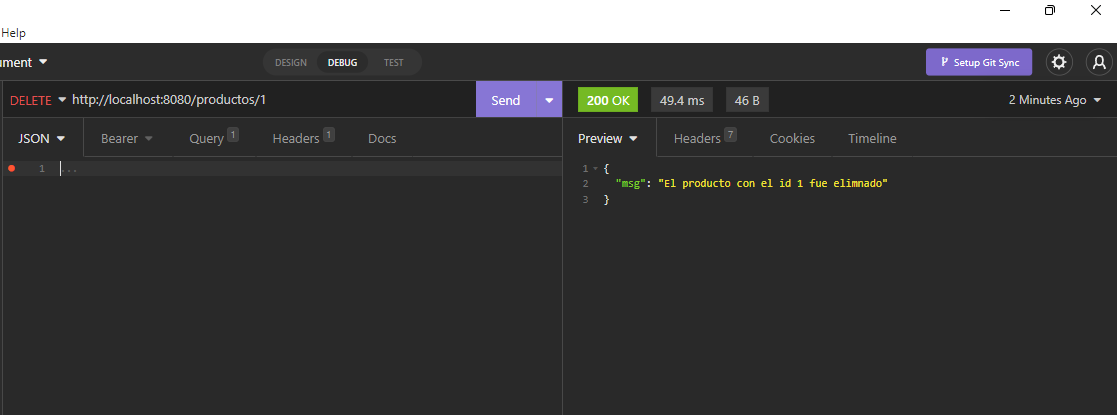 Help
ument
DESIGN DEBUG TEST
Setup Git Sync
DELETE http://localhost:8080/productos/1 Send
200 OK 49.4 ms 46 B 2 Minutes Ago
JSON Bearer Query 1 Headers 1 Docs
Preview Headers 7 Cookies Timeline
1 ...
1 {
2 "msg": "El producto con el id 1 fue elimnado"
3 }